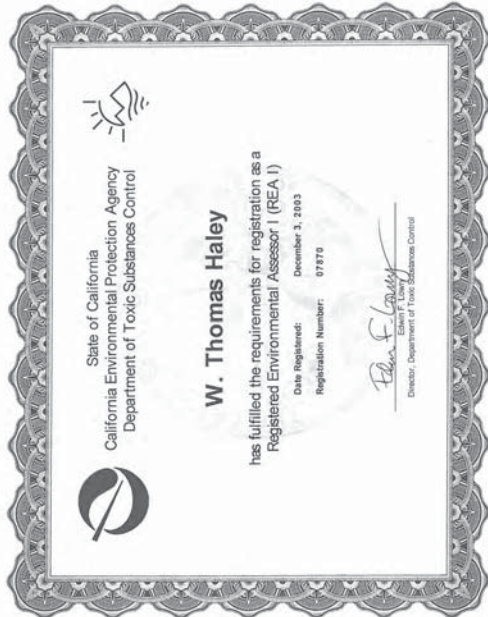 State of California
California Environmental Protection Agency
Department of Toxic Substances Control
W. Thomas Haley
has fulfilled the requirements for registration as a
Registered Environmental Assessor I (REA I)
Date Registered: December 3, 2003
Registration Number: 07870
Edwin F. Lowry
Edwin F. Lowry
Director, Department of Toxic Substances Control